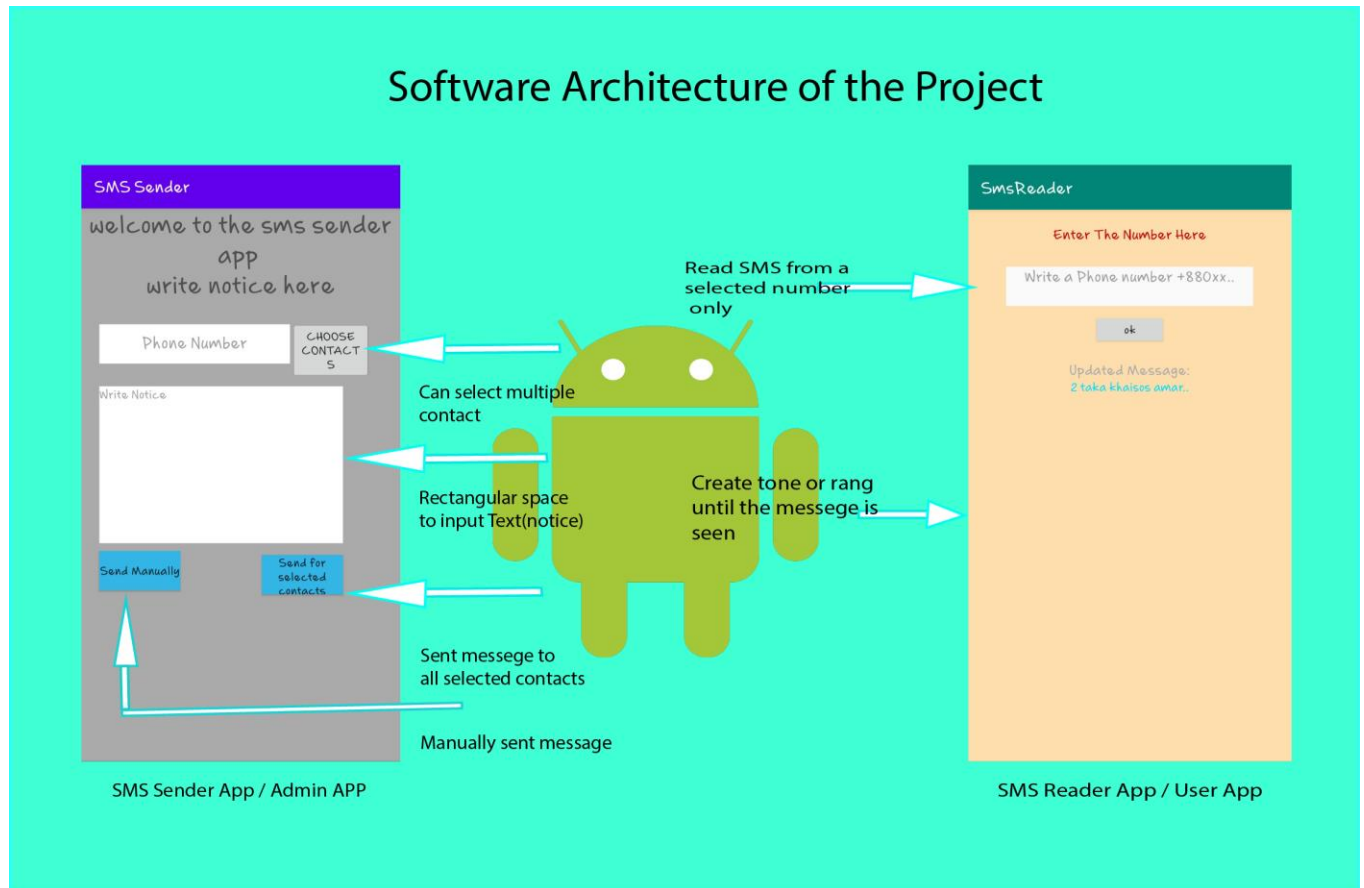 Software Architecture of the Project
SMS Sender
welcome to the sms sender
app
write notice here
Phone Number
CHOOSE
CONTACT
S
Write Notice
Send Manually
Send for
selected
contacts
SMS Sender App / Admin APP
Can select multiple
contact
Rectangular space
to input Text(notice)
Sent messege to
all selected contacts
Manually sent message
Read SMS from a
selected number
only
Create tone or rang
until the messege is
seen
SmsReader
Enter The Number Here
Write a Phone number +880xx..
ok
Updated Message:
2 taka khaisos amar..
SMS Reader App / User App